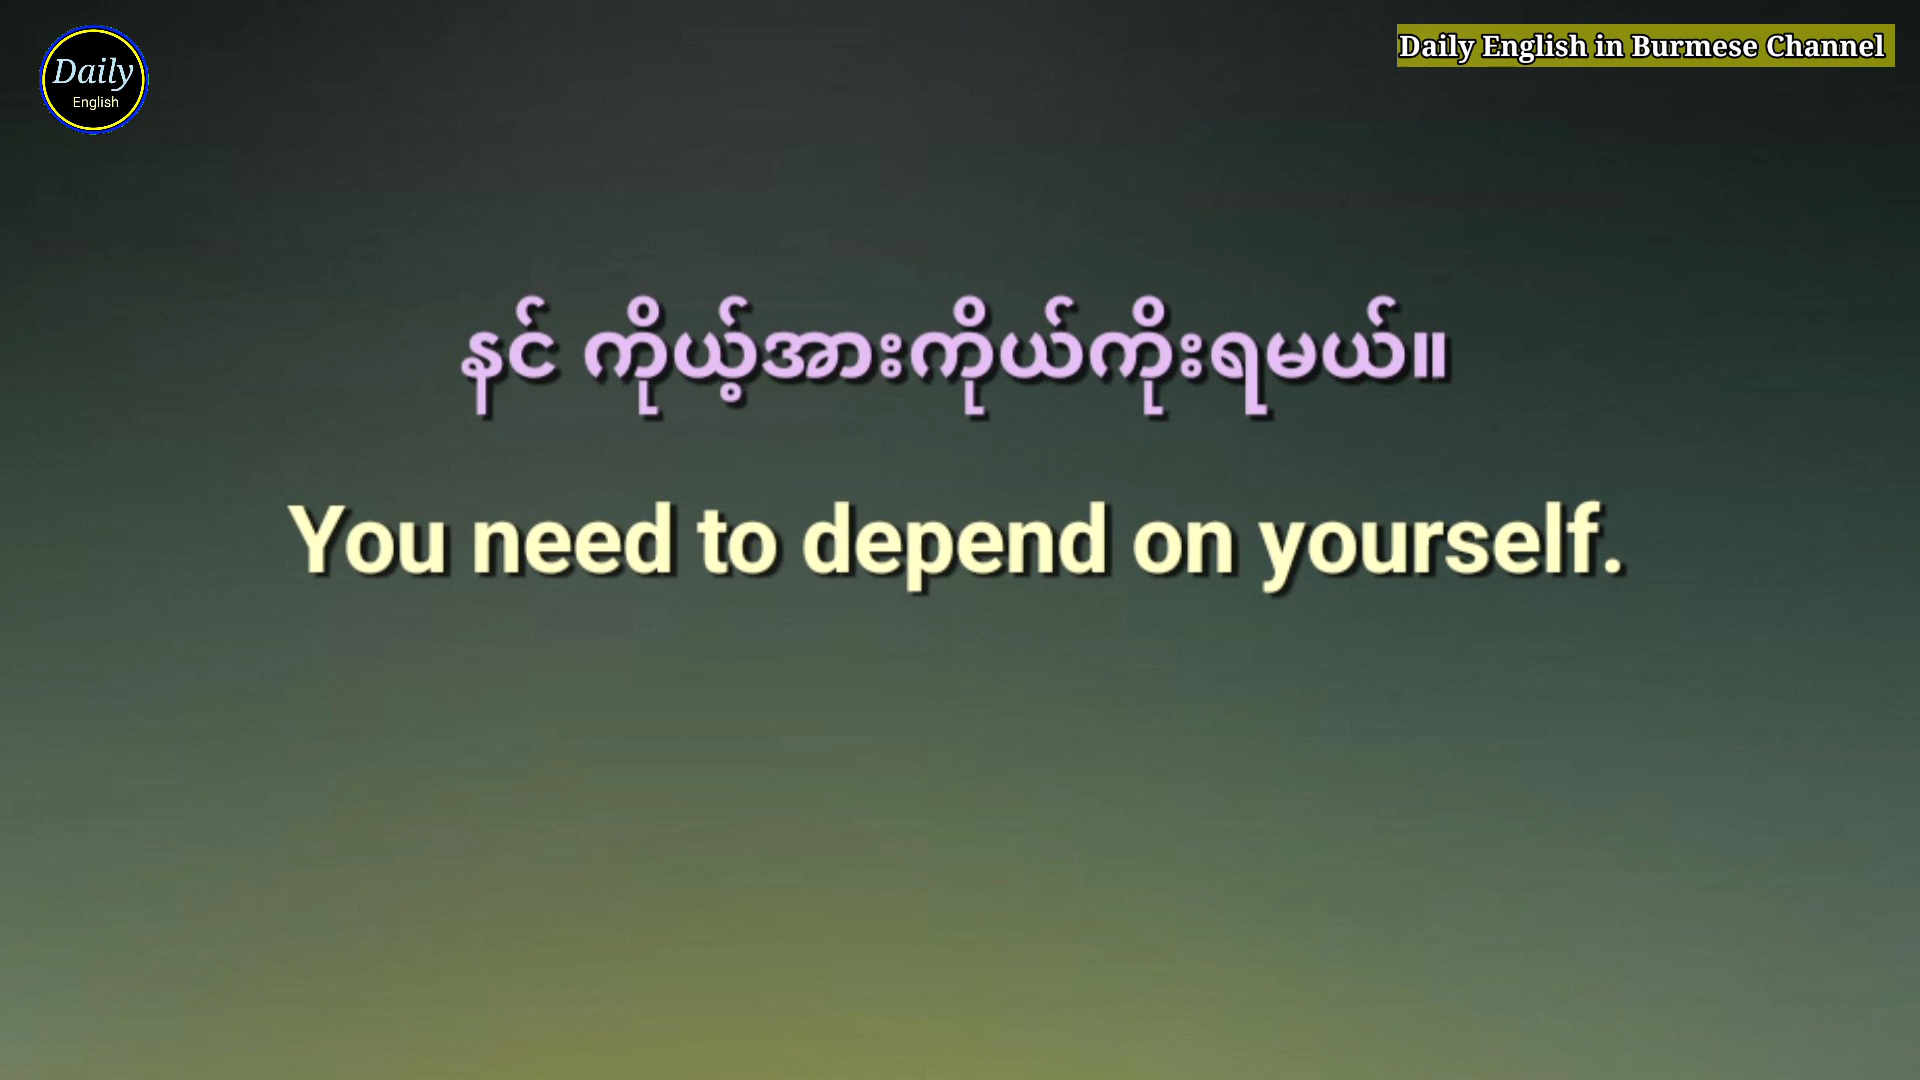 Daily
English
Daily English in Burmese Channel
နင် ကိုယ့်အားကိုယ်ကိုးရမယ်။
You need to depend on yourself.